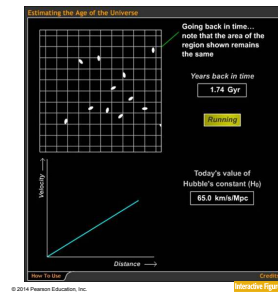 Estimating the Age of the Universe
Going back in time...
note that the area of the
region shown remains
the same
Years back in time
1.74 Gyr
Running
Today's value of
Hubble's constant (H₀)
65.0 km/s/Mpc
Velocity
Distance
How To Use
Credits
© 2014 Pearson Education, Inc.
Interactive Figur